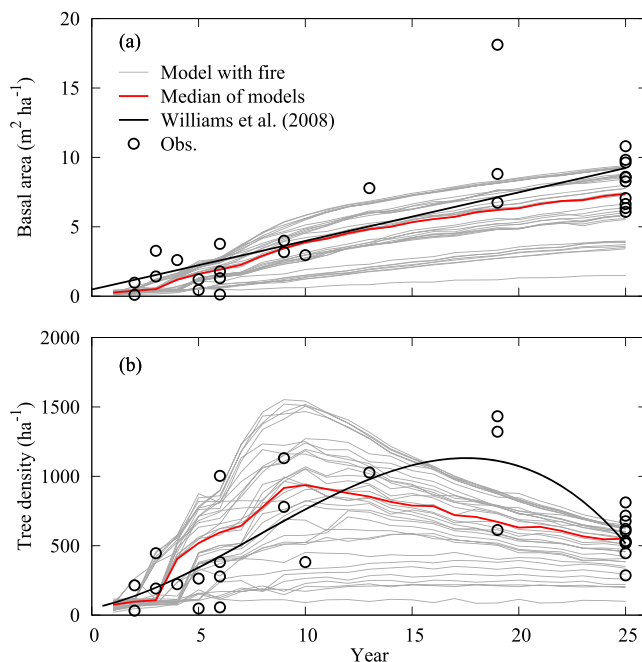 20
(a)
Model with fire
Median of models
Williams et al. (2008)
Obs.
15
10
5
0
Basal area (m² ha⁻¹)
2000
(b)
1500
1000
500
0
Tree density (ha⁻¹)
0 5 10 15 20 25
Year